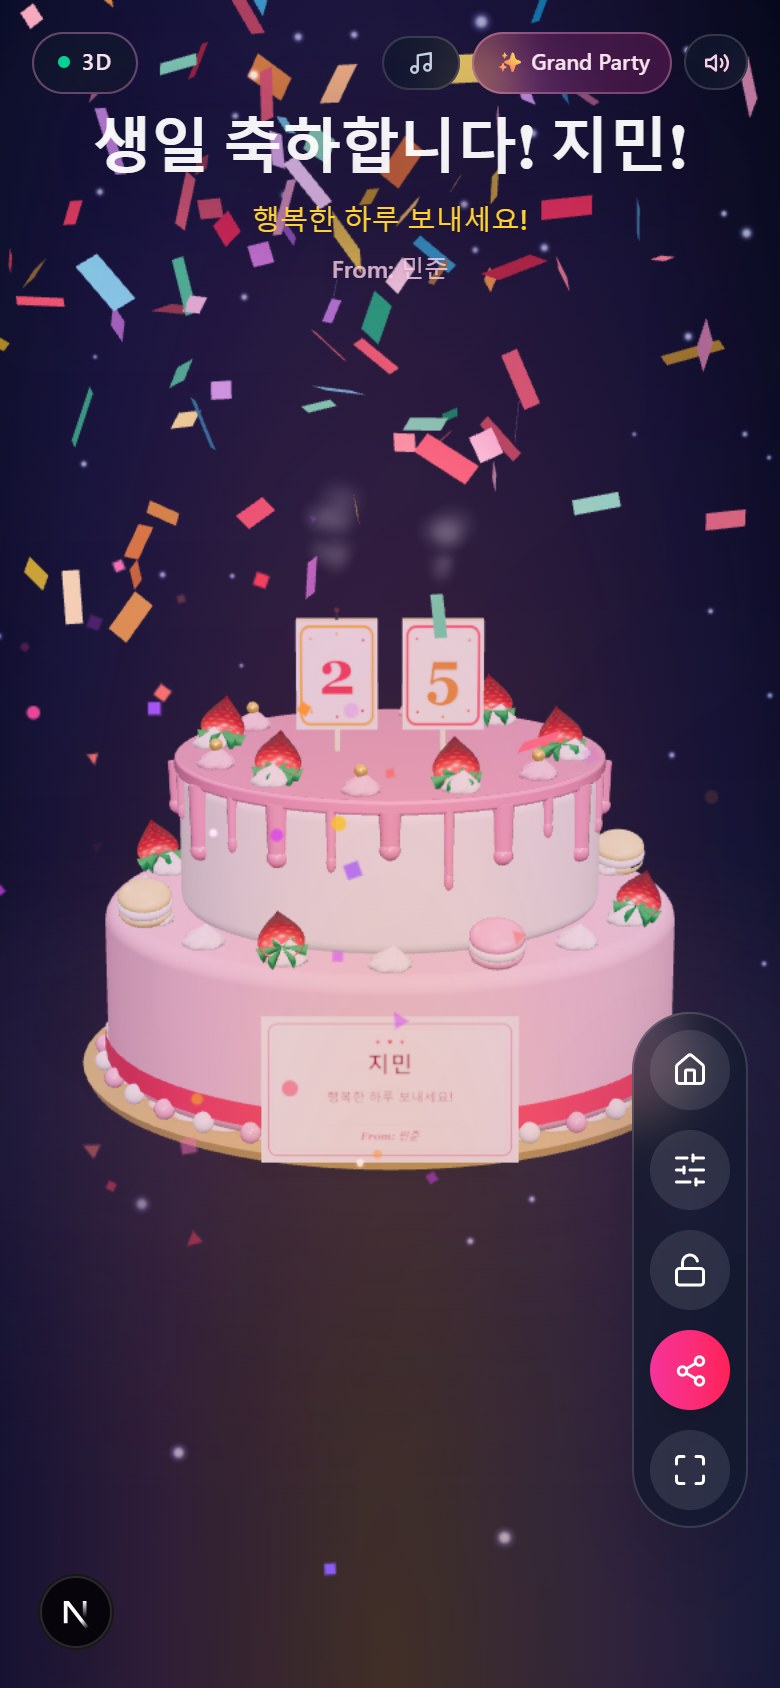 3D
Grand Party
생일 축하합니다! 지민!
행복한 하루 보내세요!
From: 민준
2 5
지민
행복한 하루 보내세요!
From: 민준
N